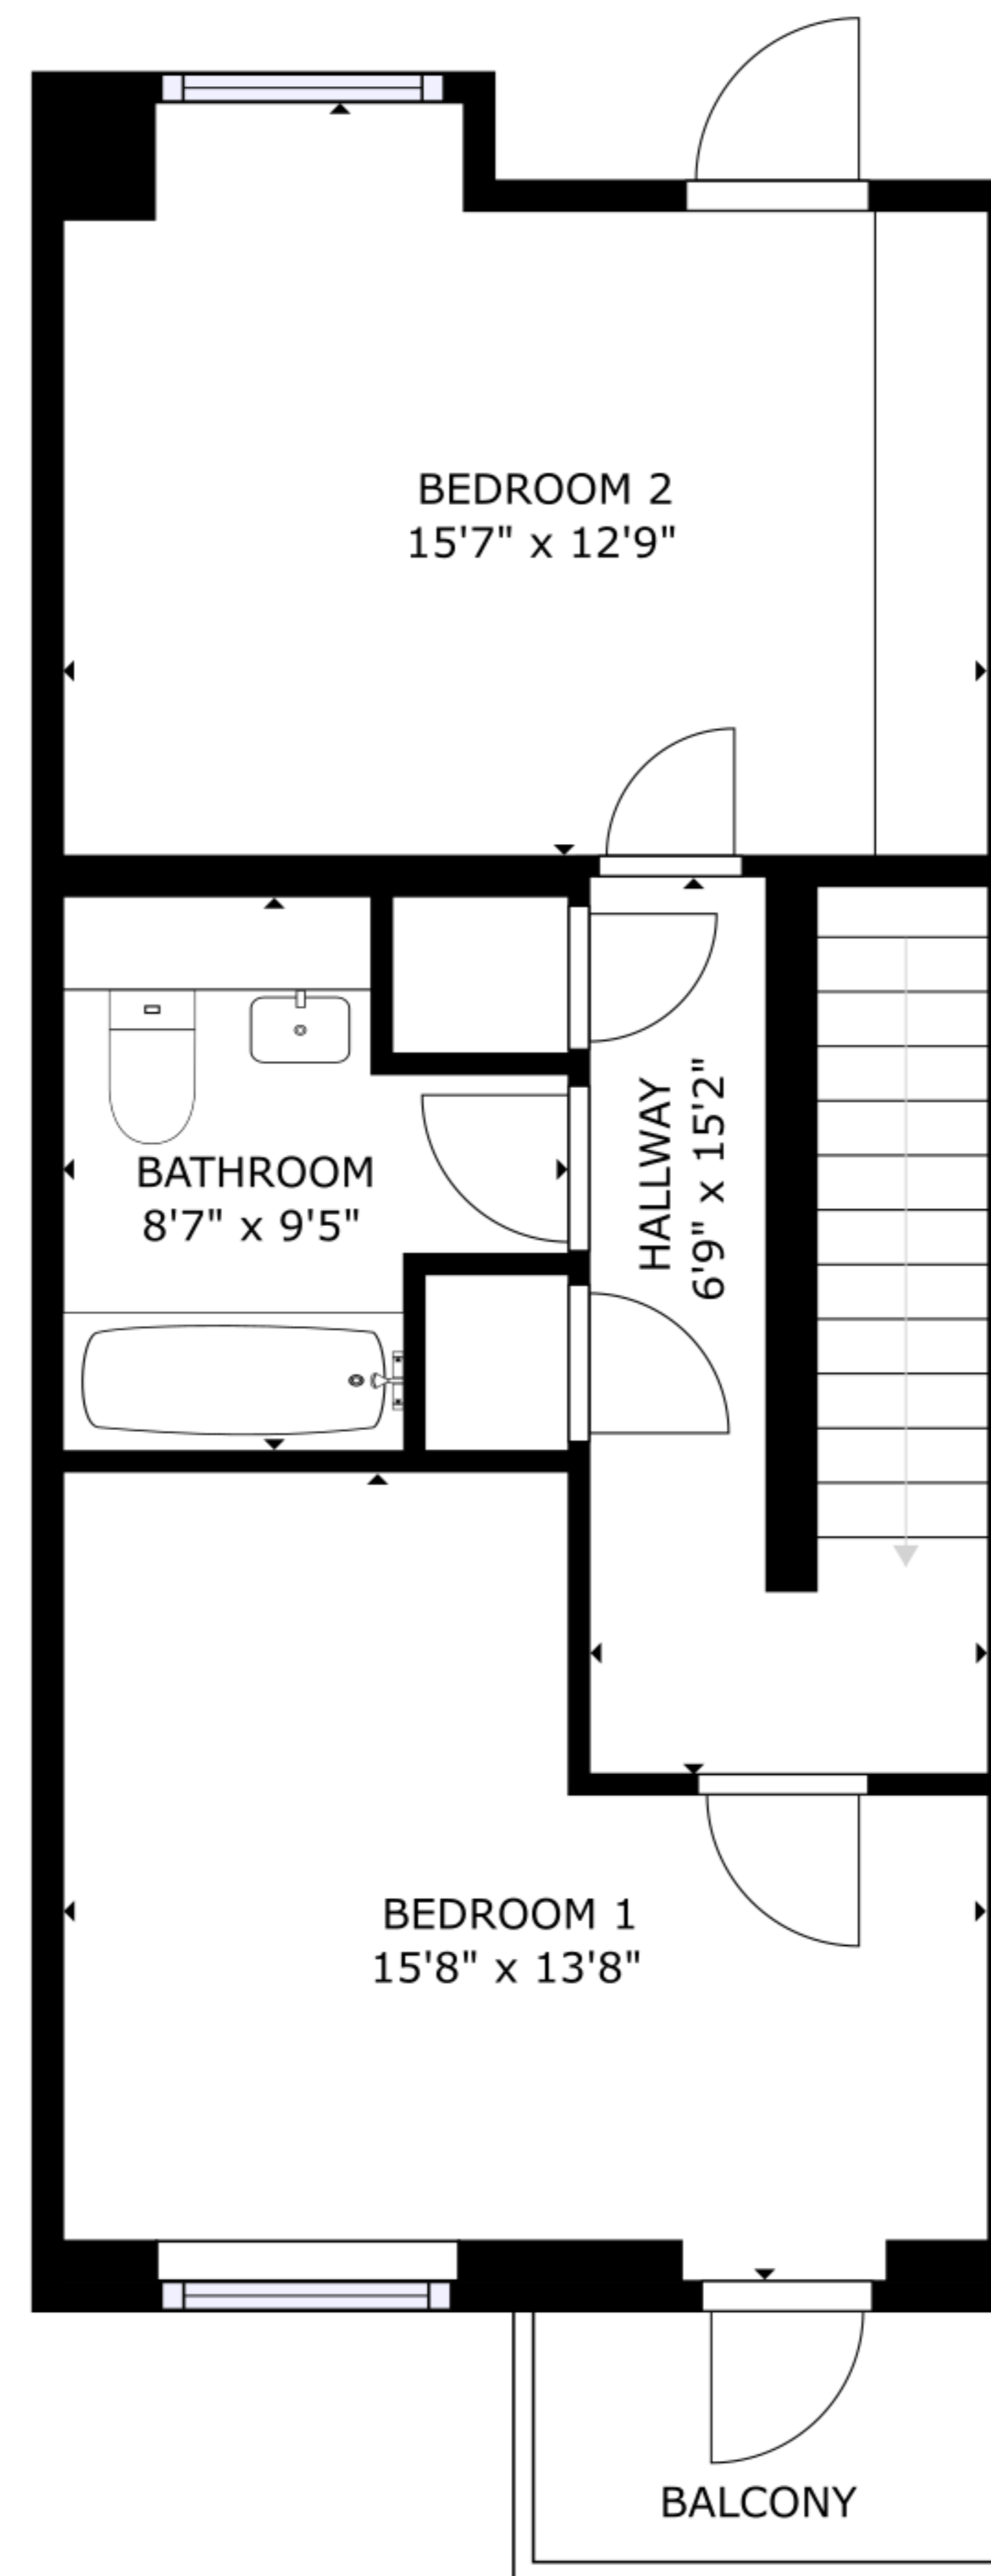 BEDROOM 2
15'7" x 12'9"
BATHROOM
8'7" x 9'5"
HALLWAY
6'9" x 15'2"
BEDROOM 1
15'8" x 13'8"
BALCONY